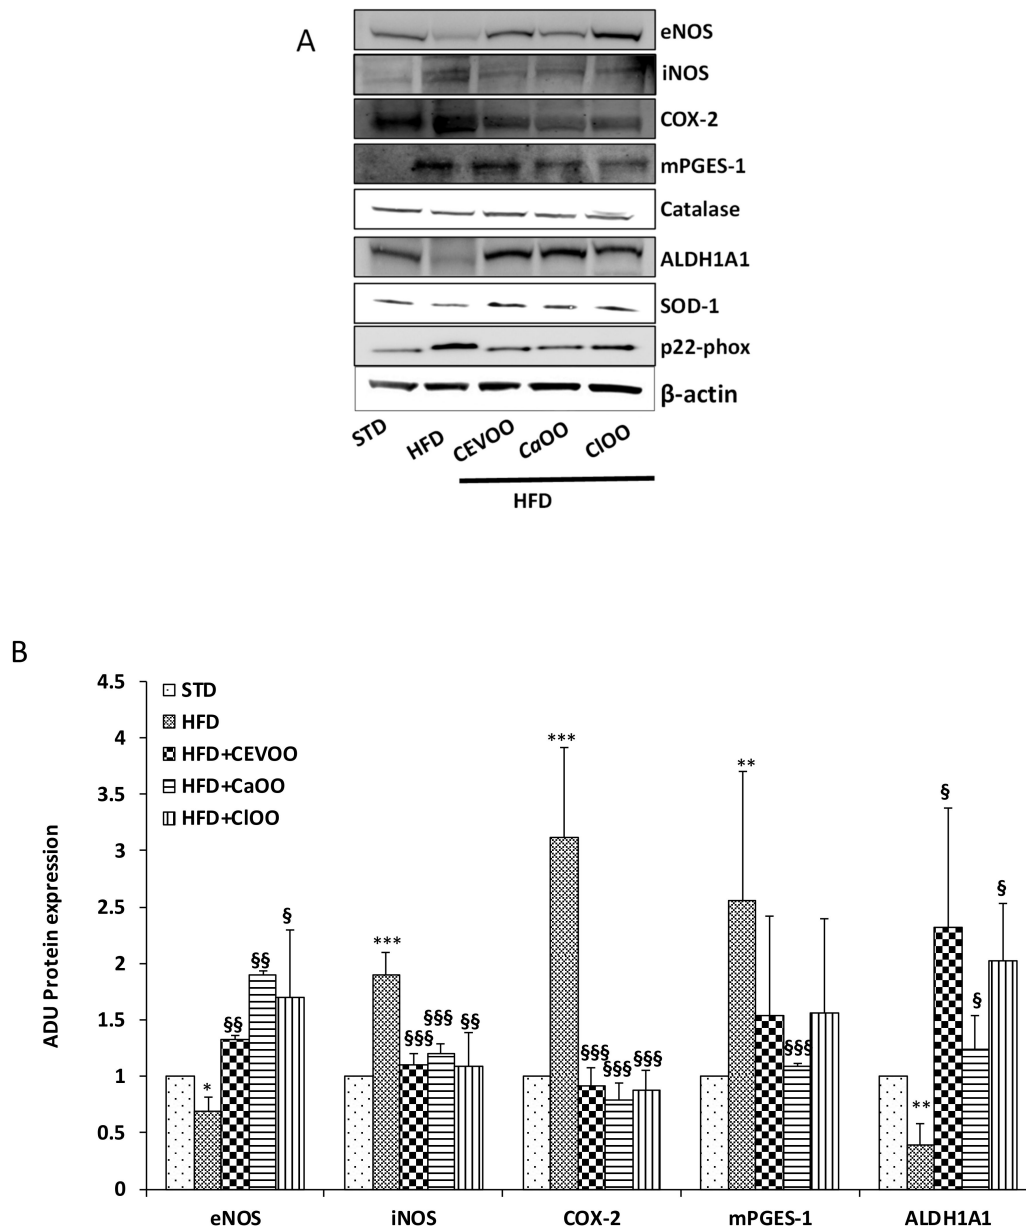 A
eNOS
iNOS
COX-2
mPGES-1
Catalase
ALDH1A1
SOD-1
p22-phox
β-actin
STD HFD CEVOO CaOO ClOO
HFD
B
ADU Protein expression
4.5
4
3.5
3
2.5
2
1.5
1
0.5
0
STD
HFD
HFD+CEVOO
HFD+CaOO
HFD+ClOO
* §§ §§ §
*** §§§ §§§ §§
*** §§§ §§§ §§§
** §§§
** § § §
eNOS iNOS COX-2 mPGES-1 ALDH1A1